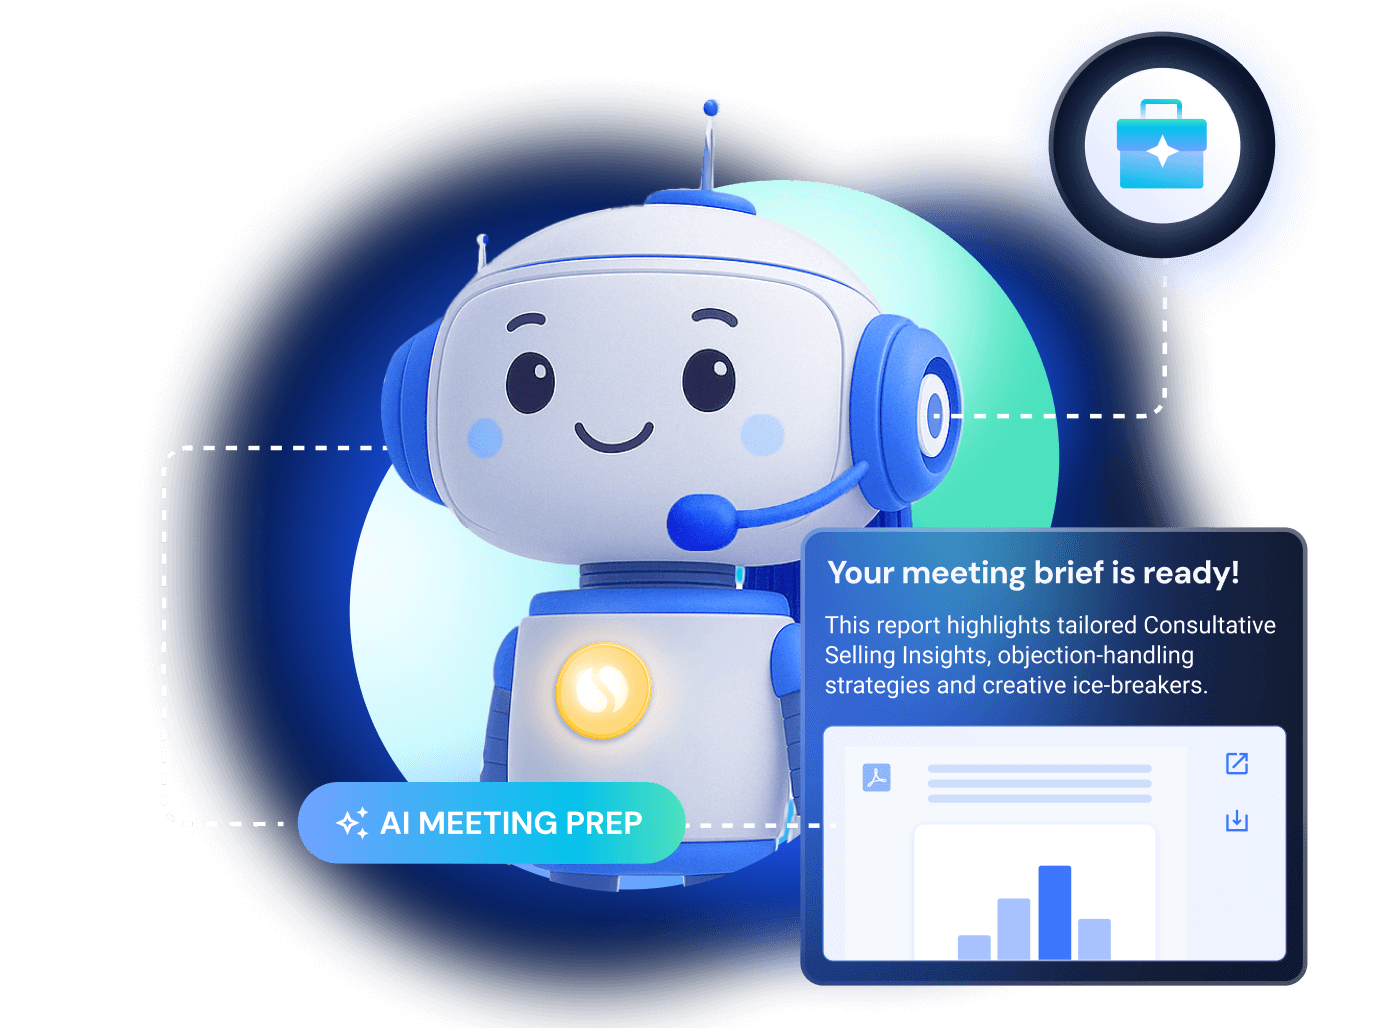 Your meeting brief is ready!
This report highlights tailored Consultative
Selling Insights, objection-handling
strategies and creative ice-breakers.
AI MEETING PREP